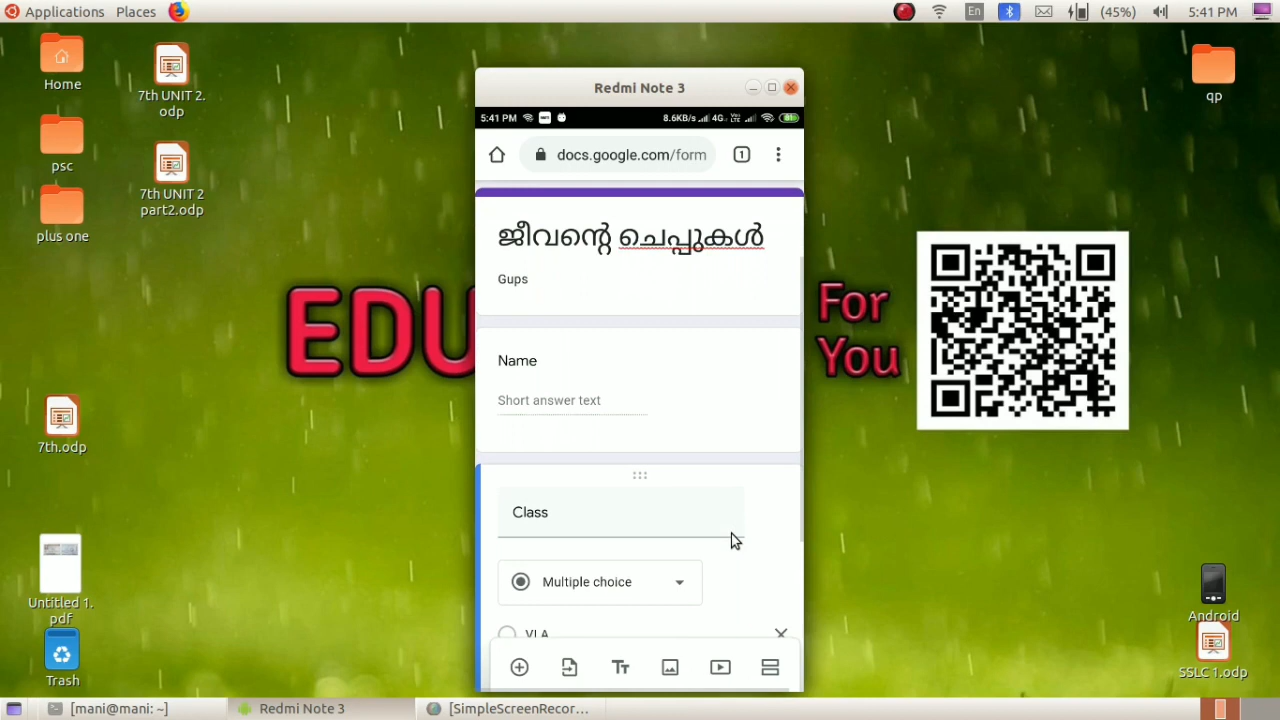 Applications Places En (45%) 5:41 PM
Home
7th UNIT 2.
odp
psc
7th UNIT 2
part2.odp
plus one
7th.odp
Untitled 1.
pdf
Trash
qp
Android
SSLC 1.odp
EDU
For
You
Redmi Note 3
5:41 PM 8.6KB/s 4G 81
docs.google.com/form 1
ജീവന്റെ ചെപ്പുകൾ
Gups
Name
Short answer text
Class
Multiple choice
VI A
[mani@mani: ~] Redmi Note 3 [SimpleScreenRecor...